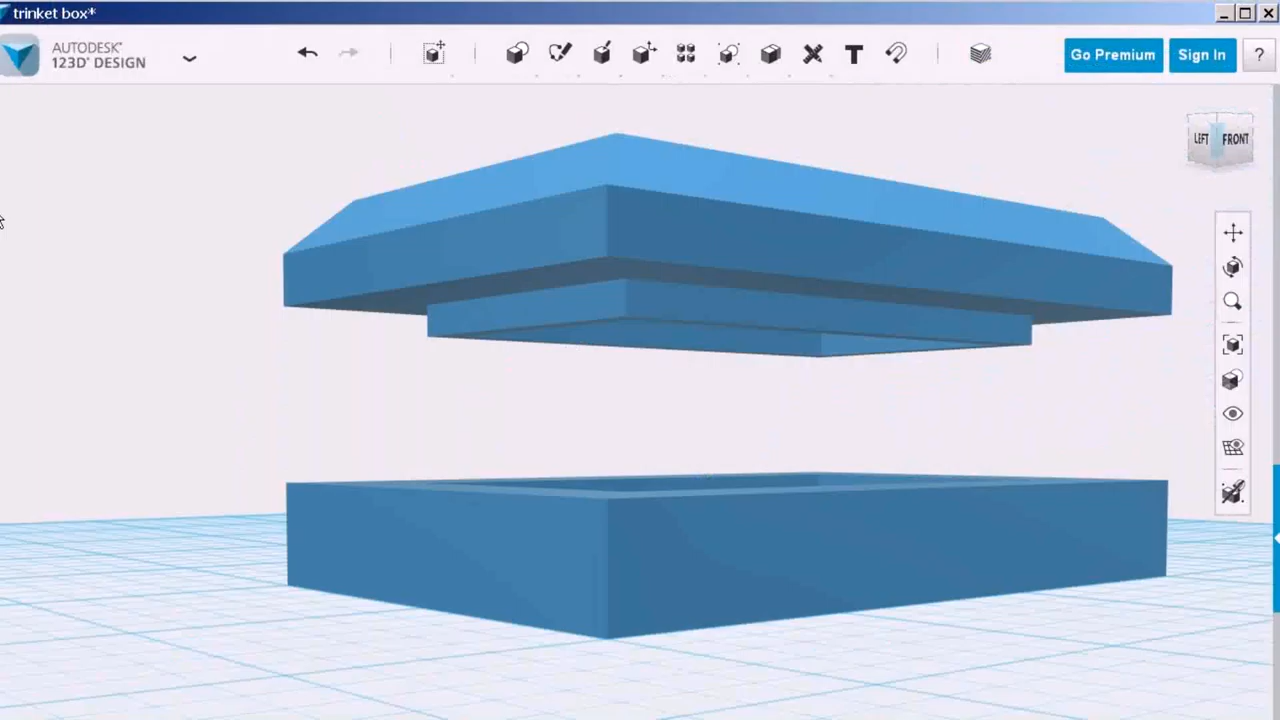 trinket box*
AUTODESK®
123D® DESIGN
Go Premium
Sign In
?
LEFT
FRONT